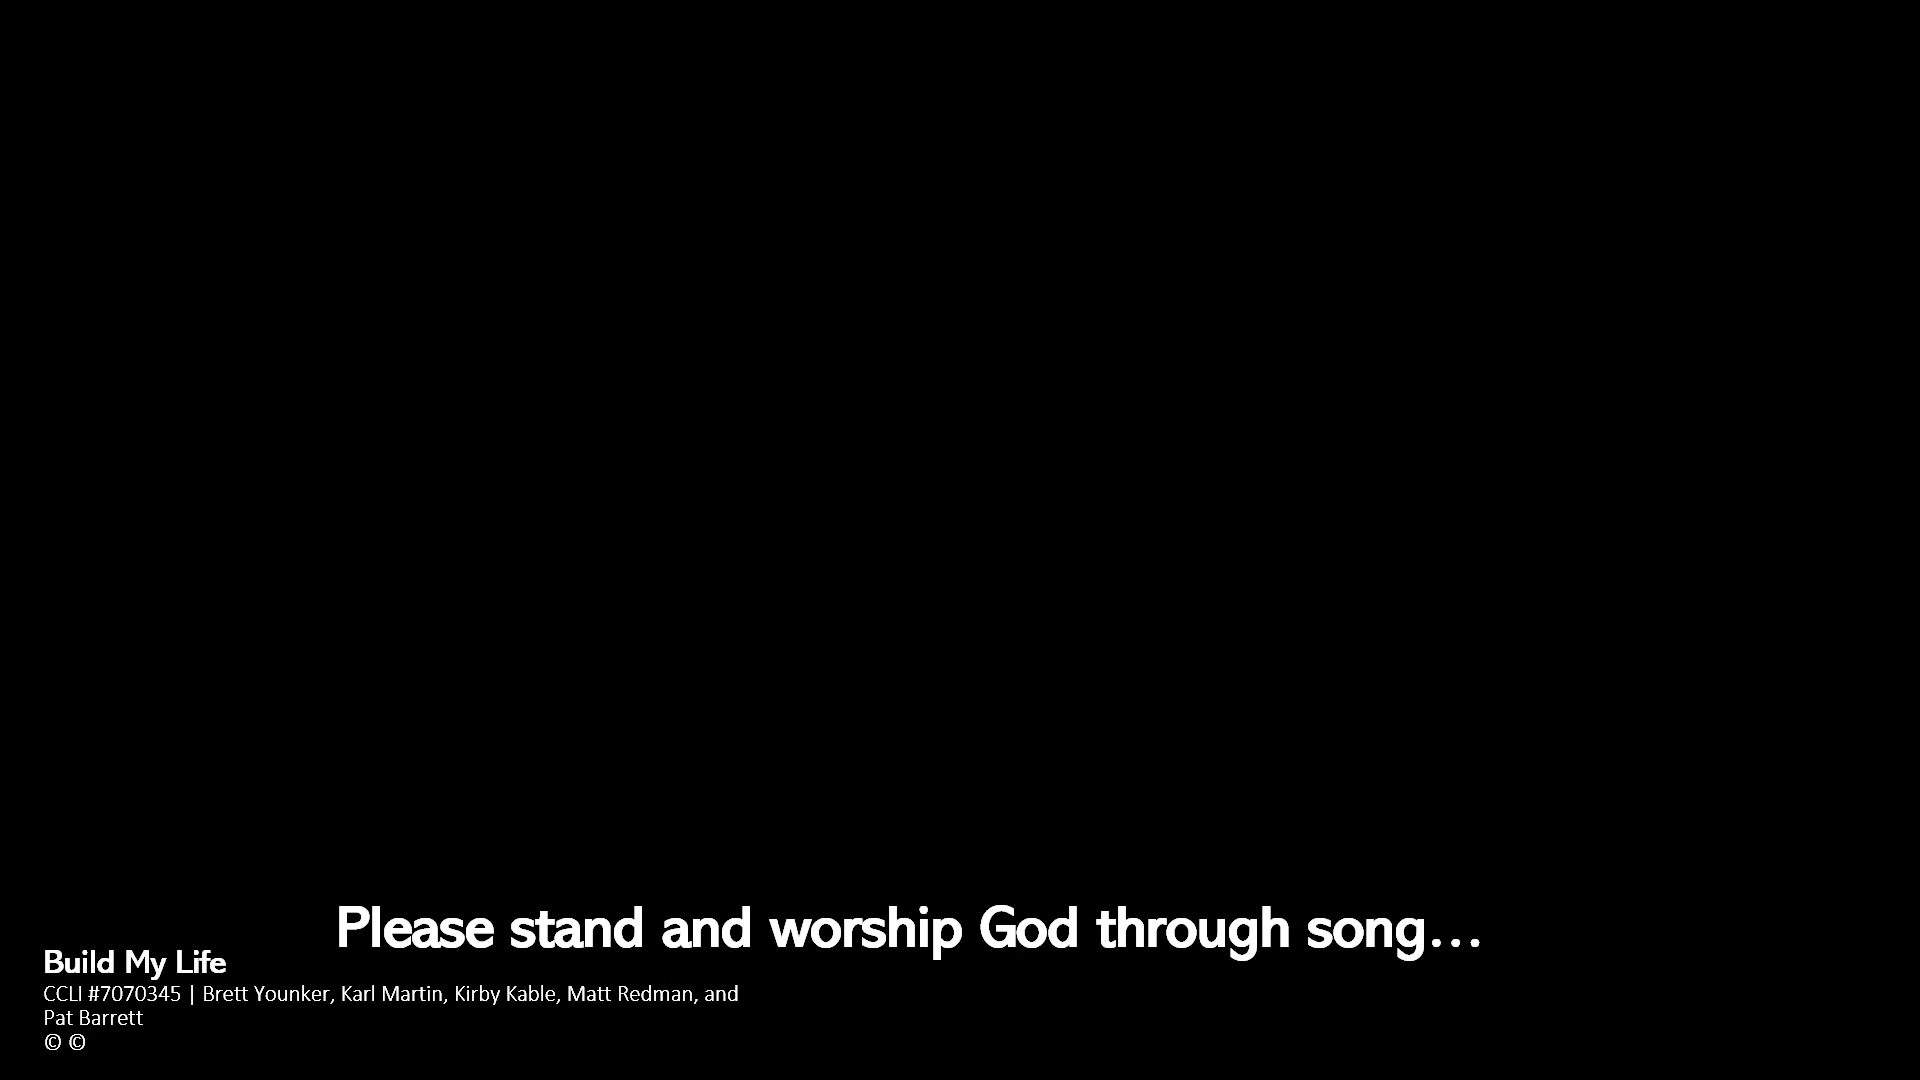 Please stand and worship God through song...
Build My Life
CCLI #7070345 | Brett Younker, Karl Martin, Kirby Kable, Matt Redman, and
Pat Barrett
© ©